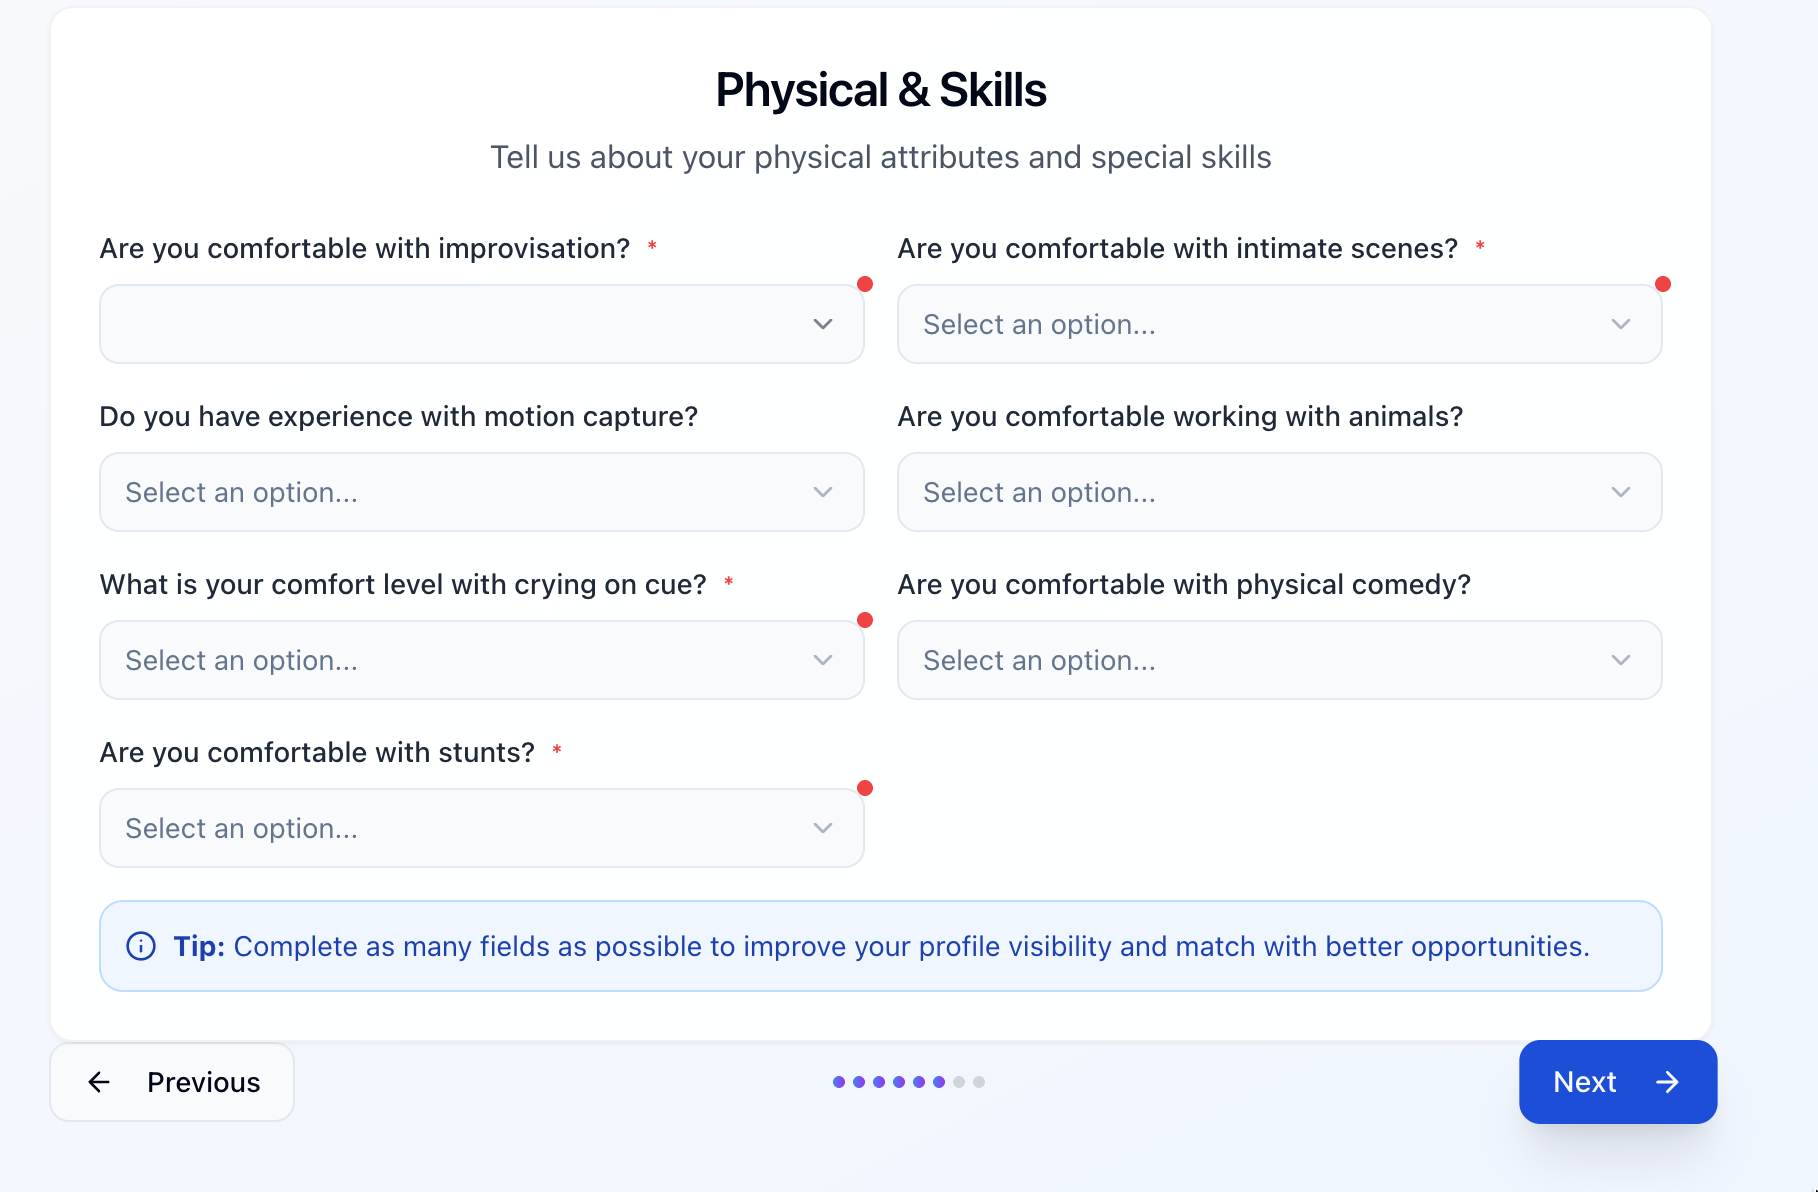 Physical & Skills
Tell us about your physical attributes and special skills
Are you comfortable with improvisation? *
Are you comfortable with intimate scenes? *
Select an option...
Do you have experience with motion capture?
Are you comfortable working with animals?
Select an option...
Select an option...
What is your comfort level with crying on cue? *
Are you comfortable with physical comedy?
Select an option...
Select an option...
Are you comfortable with stunts? *
Select an option...
Tip: Complete as many fields as possible to improve your profile visibility and match with better opportunities.
Previous
Next